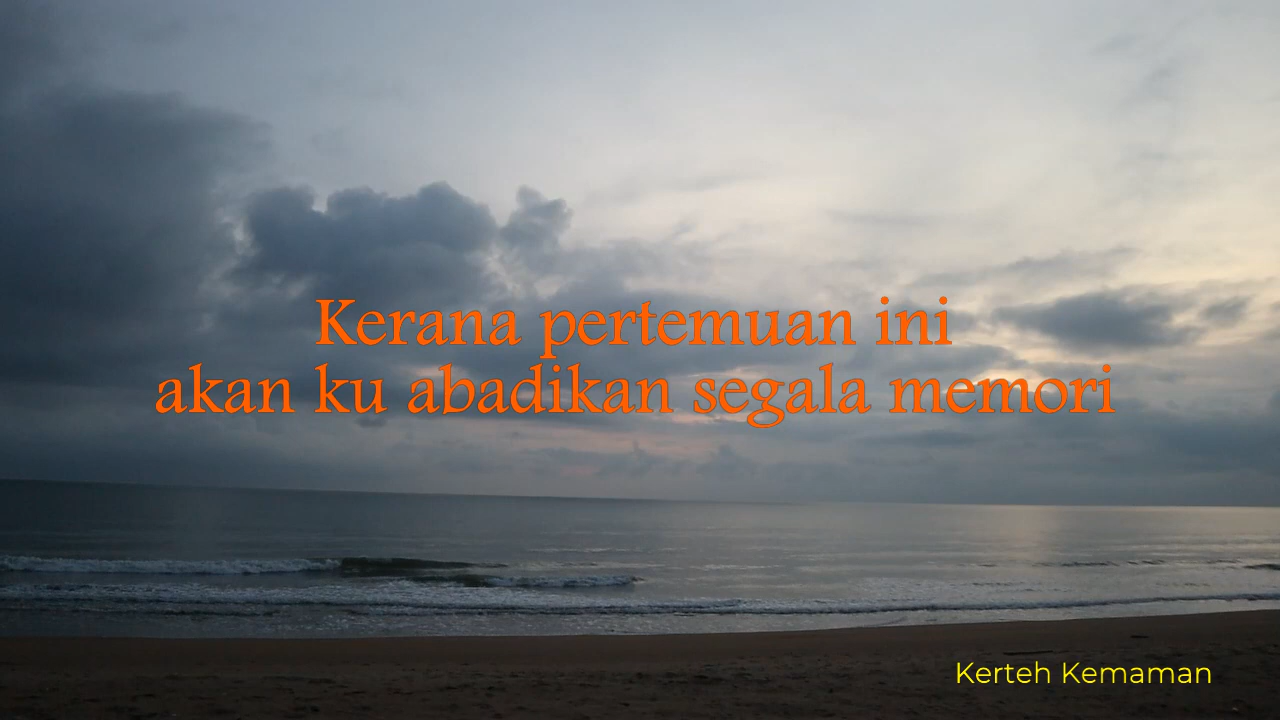 Kerana pertemuan ini
akan ku abadikan segala memori
Kerteh Kemaman